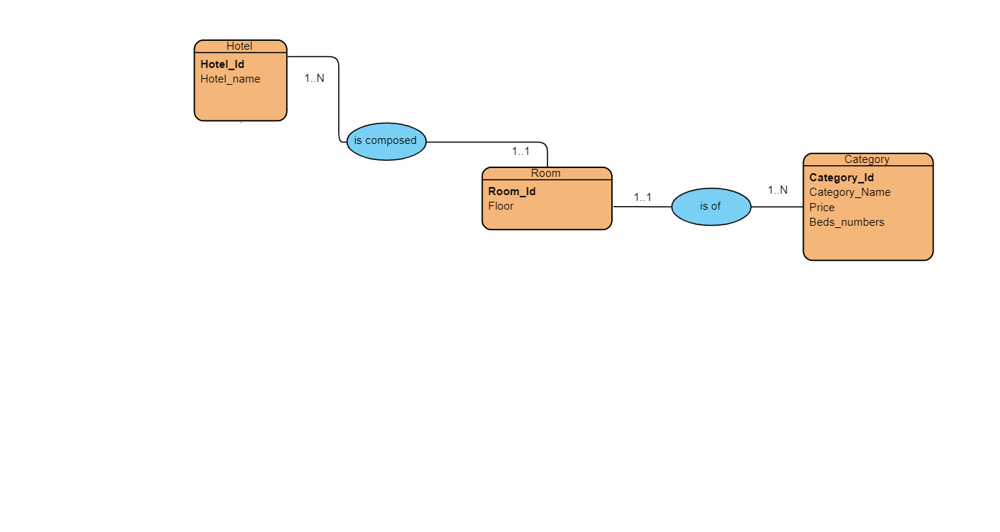 Hotel
Hotel_Id
Hotel_name
1..N
is composed
1..1
Room
Room_Id
Floor
1..1
is of
1..N
Category
Category_Id
Category_Name
Price
Beds_numbers